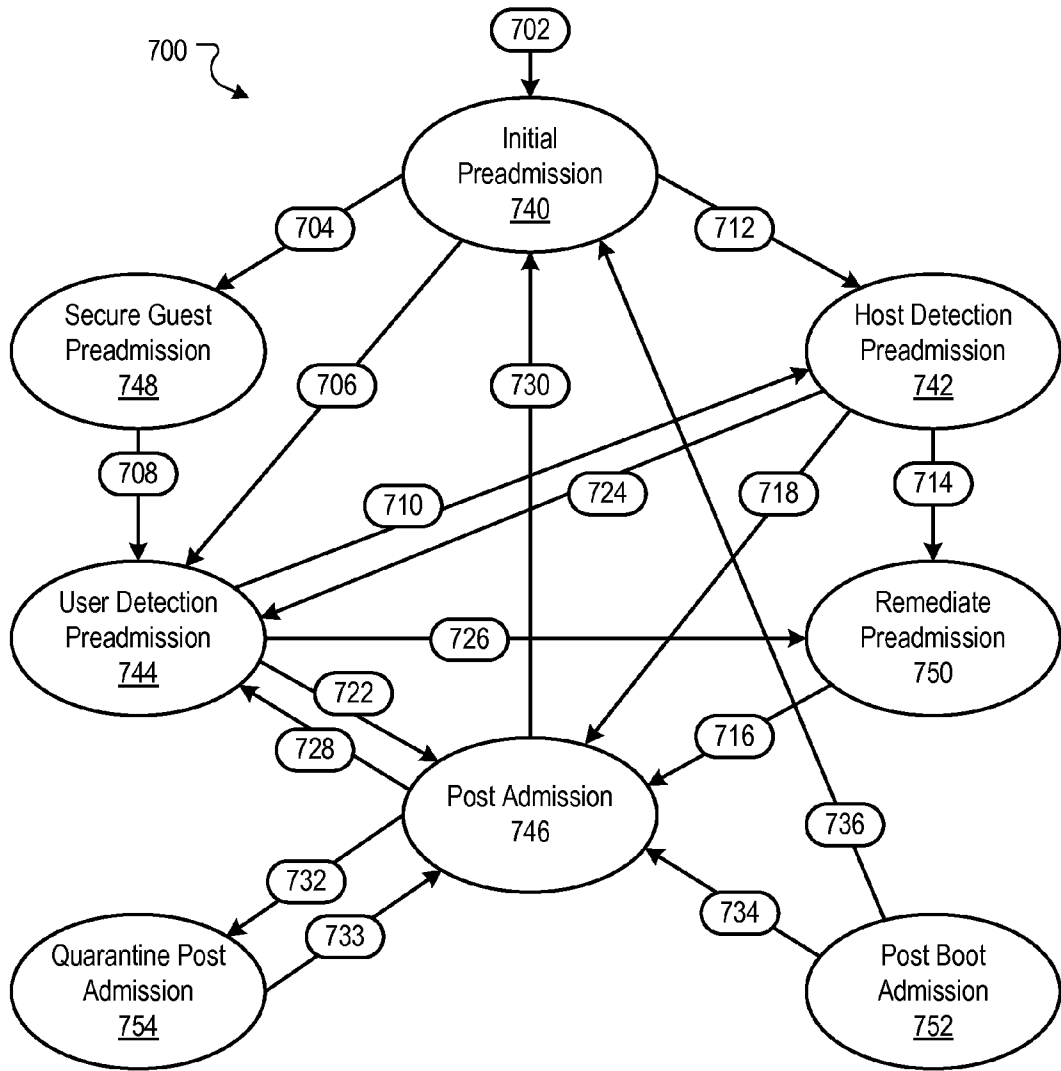 702
700
Initial
Preadmission
740
704
712
Secure Guest
Preadmission
748
Host Detection
Preadmission
742
706
730
708
710
724
718
714
User Detection
Preadmission
744
726
Remediate
Preadmission
750
722
728
716
Post Admission
746
736
732
733
734
Quarantine Post
Admission
754
Post Boot
Admission
752